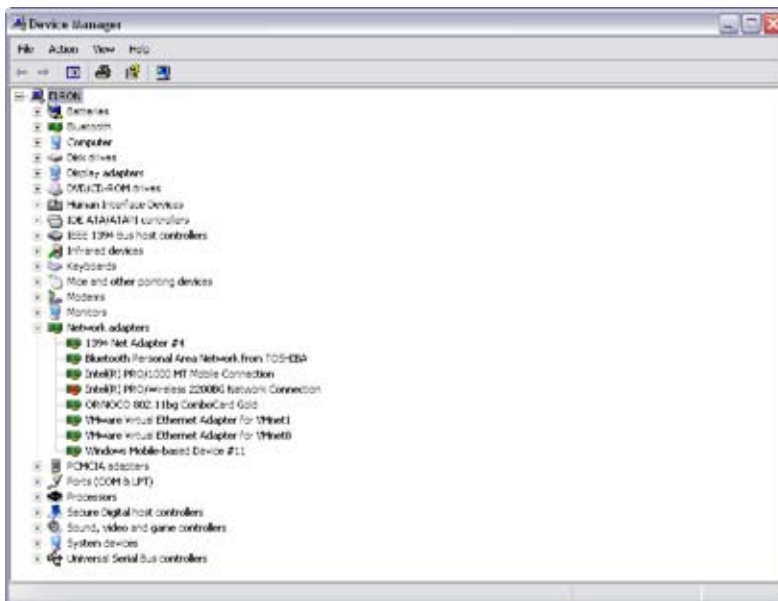 Device Manager
File Action View Help
ELRON
Batteries
Bluetooth
Computer
Disk drives
Display adapters
DVD/CD-ROM drives
Human Interface Devices
IDE ATA/ATAPI controllers
IEEE 1394 Bus host controllers
Infrared devices
Keyboards
Mice and other pointing devices
Modems
Monitors
Network adapters
1394 Net Adapter #4
Bluetooth Personal Area Network from TOSHIBA
Intel(R) PRO/1000 MT Mobile Connection
Intel(R) PRO/Wireless 2200BG Network Connection
ORiNOCO 802.11bg ComboCard Gold
VMware Virtual Ethernet Adapter for VMnet1
VMware Virtual Ethernet Adapter for VMnet8
Windows Mobile-based Device #11
PCMCIA adapters
Ports (COM & LPT)
Processors
Secure Digital host controllers
Sound, video and game controllers
System devices
Universal Serial Bus controllers